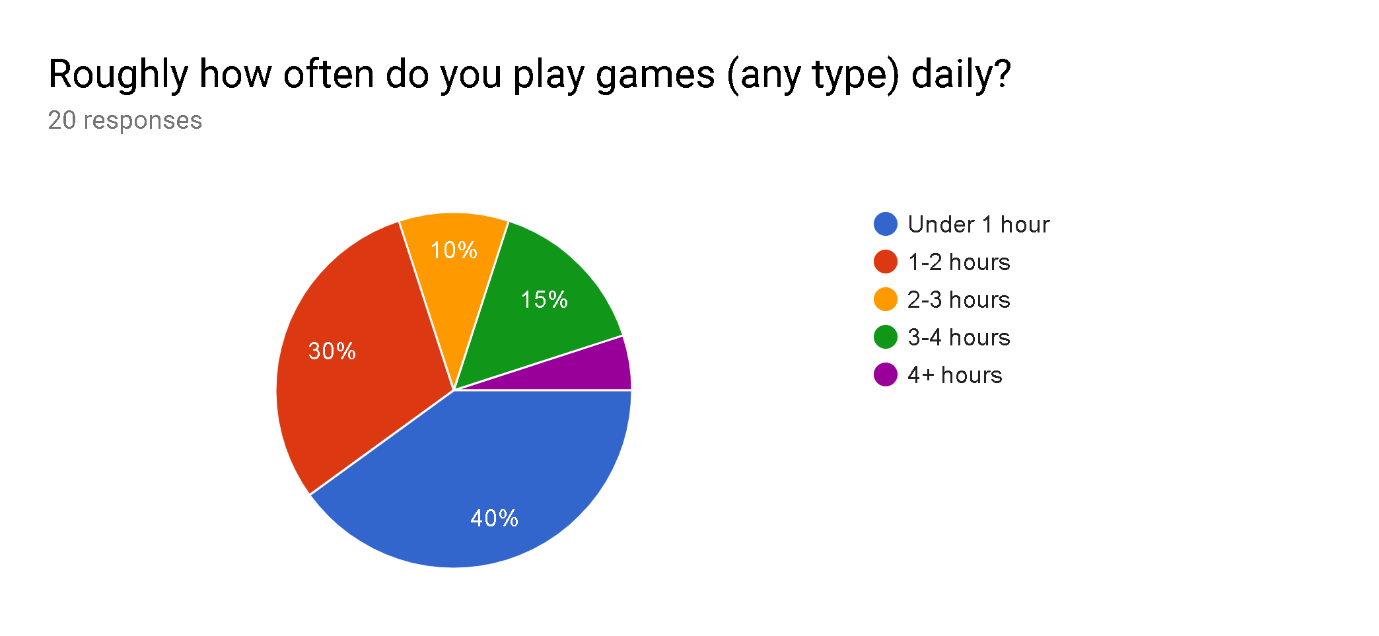 Roughly how often do you play games (any type) daily?
20 responses
10%
15%
30%
40%
Under 1 hour
1-2 hours
2-3 hours
3-4 hours
4+ hours